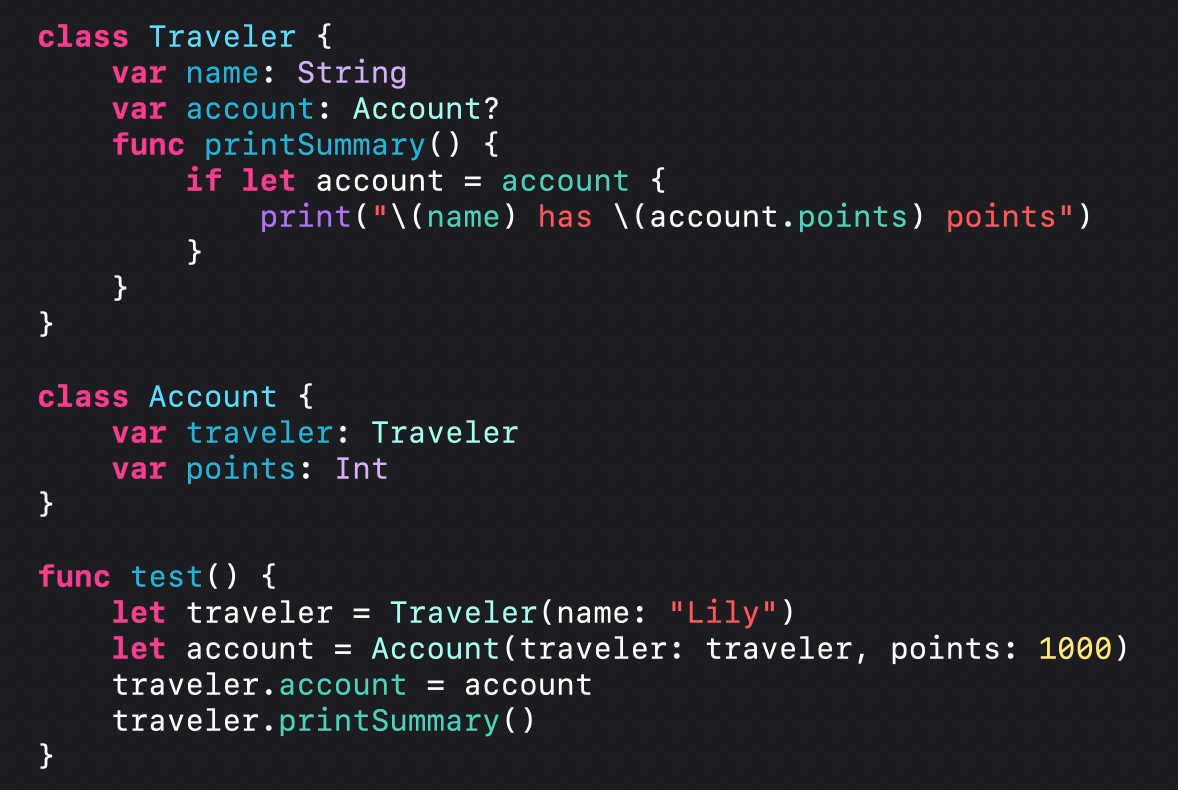 class Traveler {
    var name: String
    var account: Account?
    func printSummary() {
        if let account = account {
            print("\(name) has \(account.points) points")
        }
    }
}

class Account {
    var traveler: Traveler
    var points: Int
}

func test() {
    let traveler = Traveler(name: "Lily")
    let account = Account(traveler: traveler, points: 1000)
    traveler.account = account
    traveler.printSummary()
}